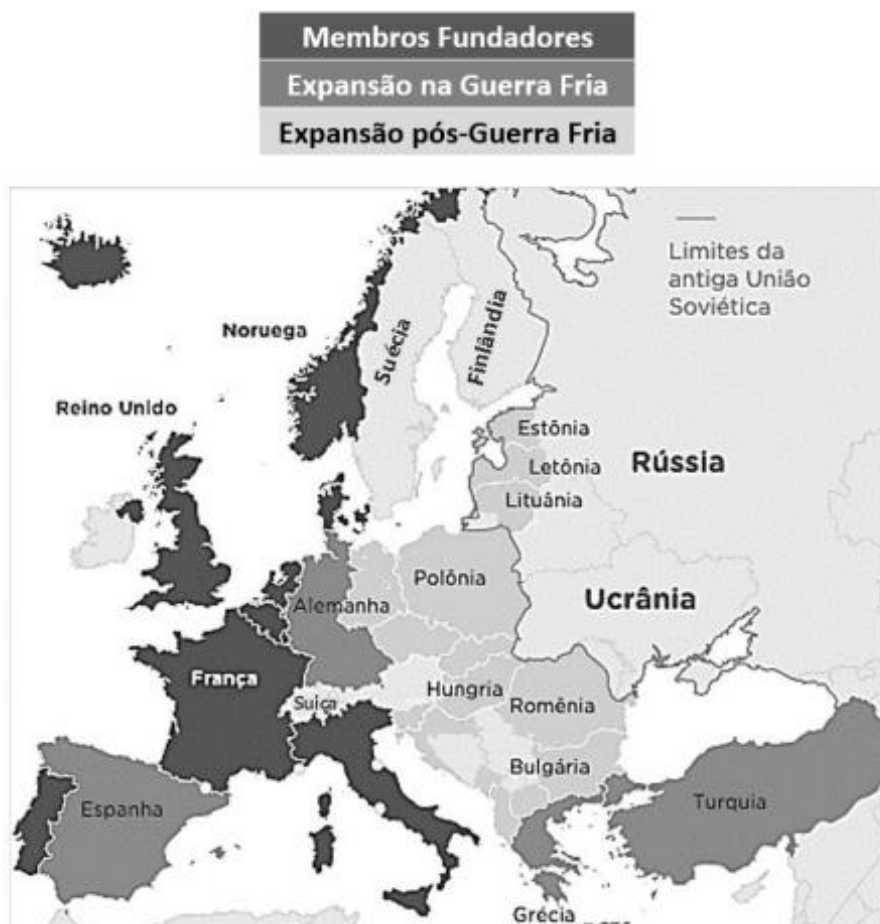 Membros Fundadores
Expansão na Guerra Fria
Expansão pós-Guerra Fria
Limites da
antiga União
Soviética
Noruega
Suécia
Finlândia
Reino Unido
Estônia
Letônia
Lituânia
Rússia
Polônia
Alemanha
Ucrânia
França
Suiça
Hungria
Romênia
Bulgária
Espanha
Turquia
Grécia